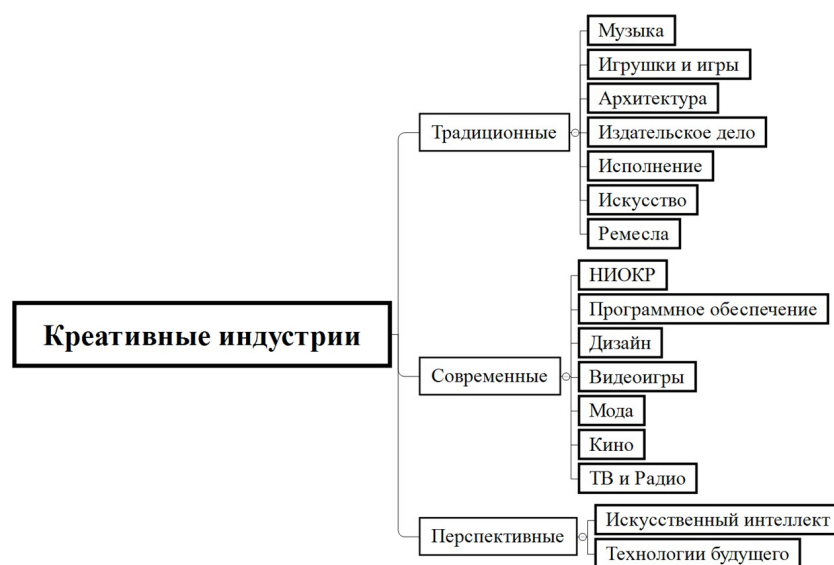 Креативные индустрии
Традиционные
Музыка
Игрушки и игры
Архитектура
Издательское дело
Исполнение
Искусство
Ремесла
Современные
НИОКР
Программное обеспечение
Дизайн
Видеоигры
Мода
Кино
ТВ и Радио
Перспективные
Искусственный интеллект
Технологии будущего